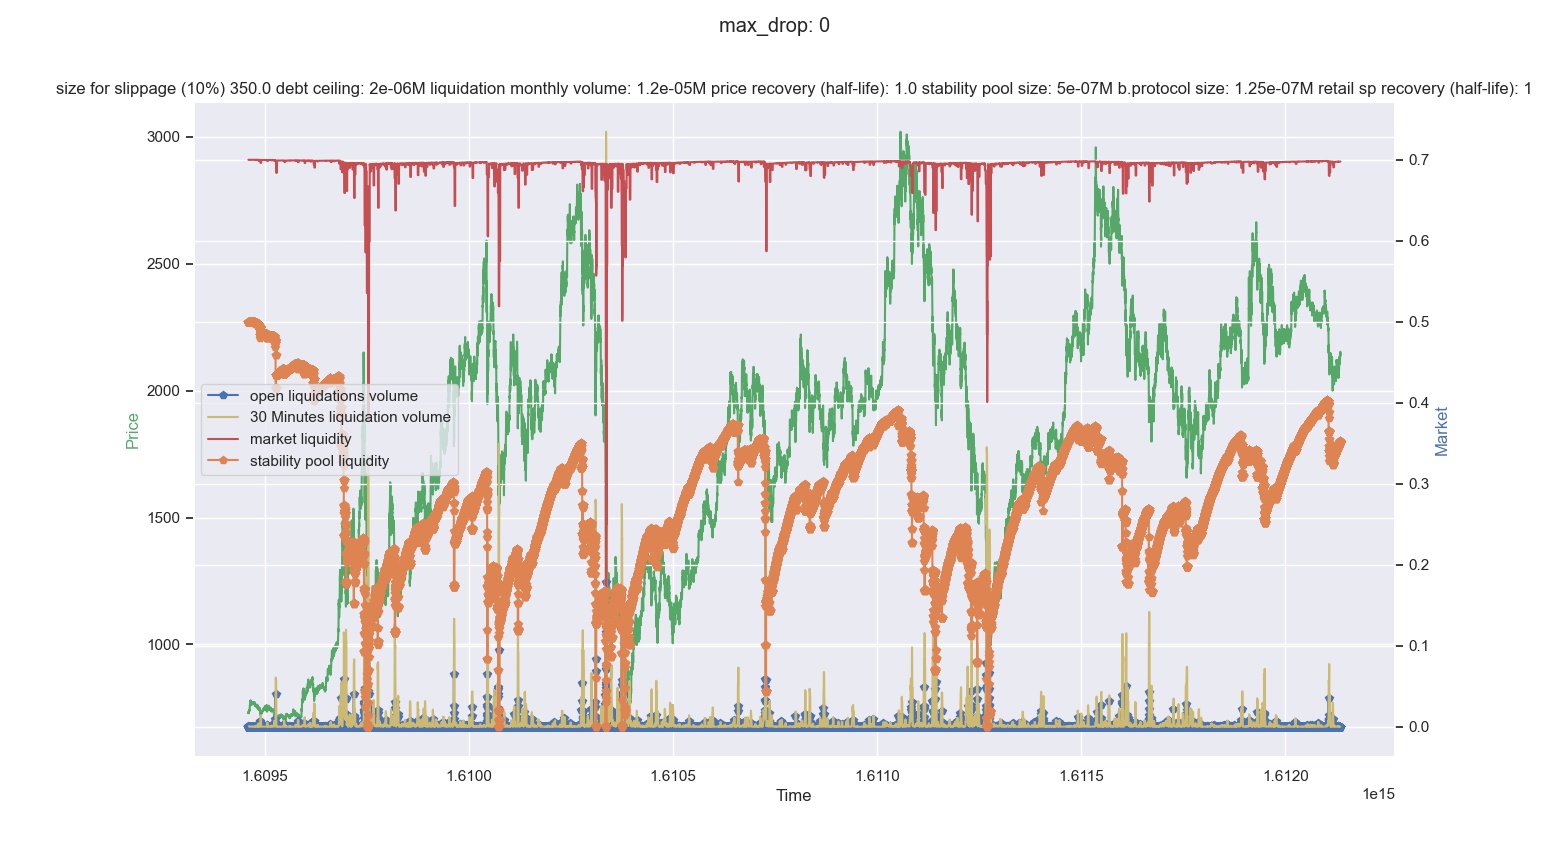 max_drop: 0
size for slippage (10%) 350.0 debt ceiling: 2e-06M liquidation monthly volume: 1.2e-05M price recovery (half-life): 1.0 stability pool size: 5e-07M b.protocol size: 1.25e-07M retail sp recovery (half-life): 1
3000
2500
2000
1500
1000
Price
open liquidations volume
30 Minutes liquidation volume
market liquidity
stability pool liquidity
0.7
0.6
0.5
0.4
0.3
0.2
0.1
0.0
Market
1.6095 1.6100 1.6105 1.6110 1.6115 1.6120
Time
1e15